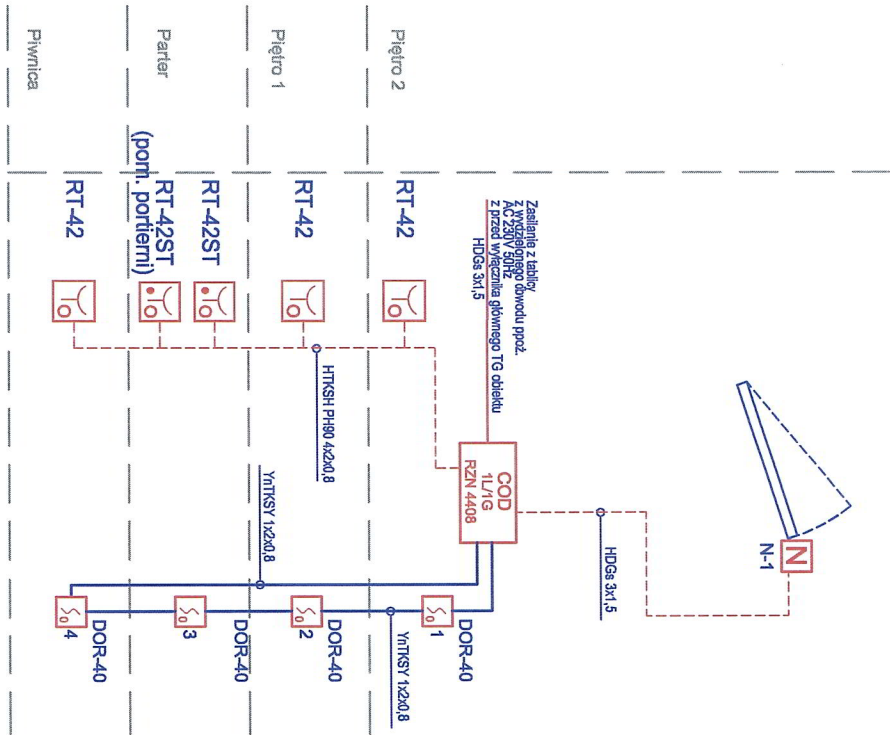 N-1
HDGs 3x1,5
Zasilanie z tablicy
z wydzielonego obwodu ppoż.
AC 230V 50Hz
z przed wyłącznika głównego TG obiektu
HDGs 3x1,5
COD
1L/1G
RZN 4408
N
Piętro 2
RT-42
DOR-40
1
YnTKSY 1x2x0,8
Piętro 1
RT-42
HTKSH PH90 4x2x0,8
DOR-40
2
YnTKSY 1x2x0,8
Parter
RT-42ST
RT-42ST
(pom. portierni)
DOR-40
3
Piwnica
RT-42
DOR-40
4